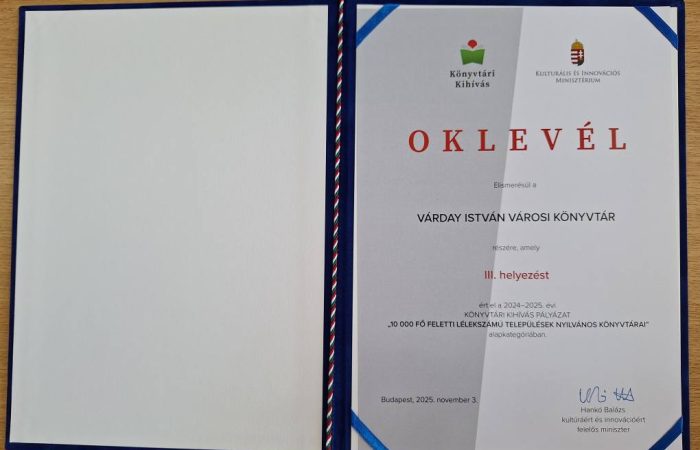 Könyvtári
Kihívás
KULTURÁLIS ÉS INNOVÁCIÓS
MINISZTÉRIUM
OKLEVÉL
Elismerésül a
VÁRDAY ISTVÁN VÁROSI KÖNYVTÁR
részére, amely
III. helyezést
ért el a 2024–2025. évi
KÖNYVTÁRI KIHÍVÁS PÁLYÁZAT
„10 000 FŐ FELETTI LÉLEKSZÁMÚ TELEPÜLÉSEK NYILVÁNOS KÖNYVTÁRAI”
alapkategóriában.
Budapest, 2025. november 3.
Hankó Balázs
kultúráért és innovációért
felelős miniszter